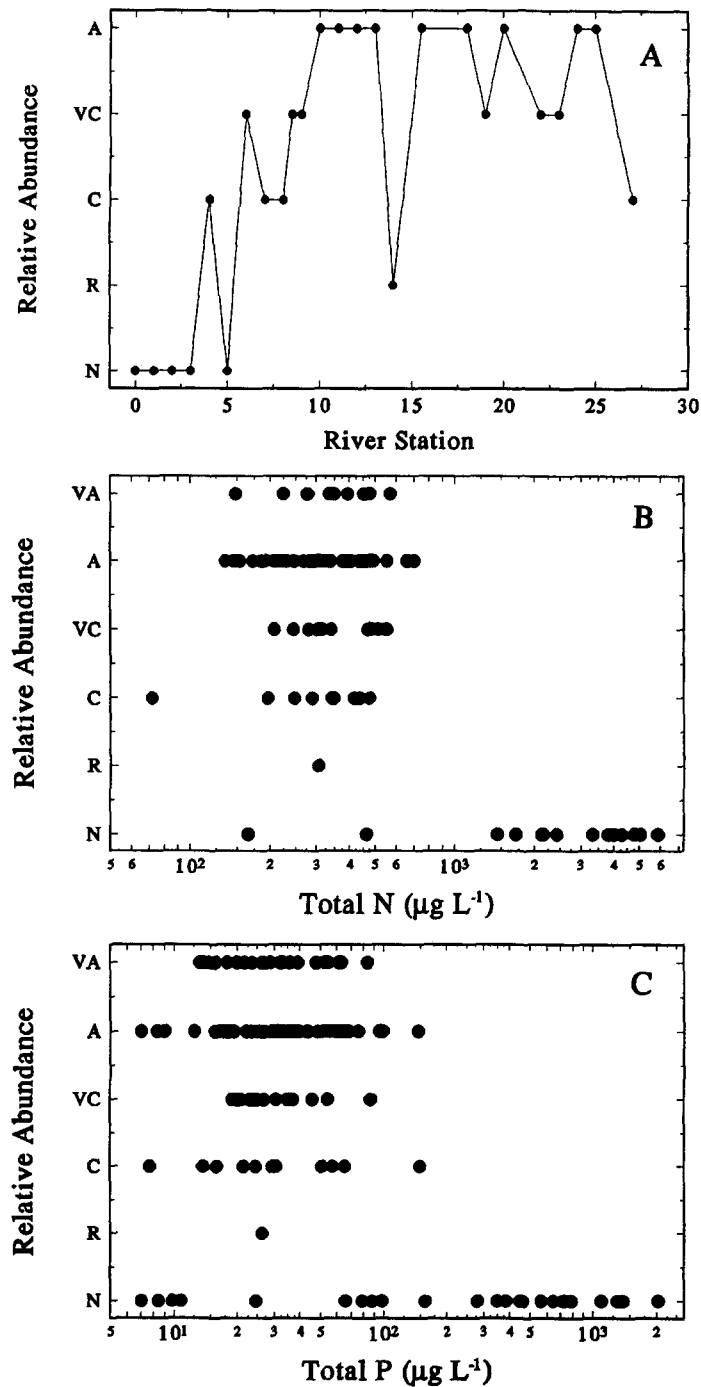 A
A
VC
C
R
N
Relative Abundance
0 5 10 15 20 25 30
River Station
B
VA
A
VC
C
R
N
Relative Abundance
5 6 10² 2 3 4 5 6 10³ 2 3 4 5 6
Total N (µg L⁻¹)
C
VA
A
VC
C
R
N
Relative Abundance
5 10¹ 2 3 4 5 10² 2 3 4 5 10³ 2
Total P (µg L⁻¹)